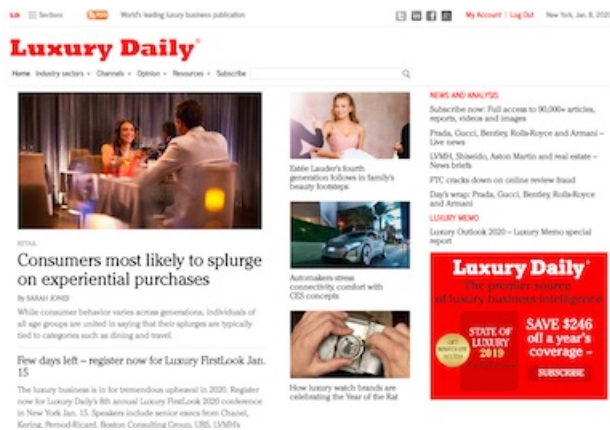 LD Sections
World's leading luxury business publication
My Account | Log Out
New York, Jan. 8, 2020
Luxury Daily®
Home Industry sectors Channels Opinion Resources Subscribe
RETAIL
Consumers most likely to splurge
on experiential purchases
By SARAH JONES
While consumer behavior varies across generations, individuals of
all age groups are united in saying that their splurges are typically
tied to categories such as dining and travel.
Few days left – register now for Luxury FirstLook Jan.
15
The luxury business is in for tremendous upheaval in 2020. Register
now for Luxury Daily's 8th annual Luxury FirstLook 2020 conference
in New York Jan. 15. Speakers include senior execs from Chanel,
Kering, Pernod-Ricard, Boston Consulting Group, UBS, LVMH's
Estée Lauder's fourth
generation follows in family's
beauty footsteps
Automakers stress
connectivity, comfort with
CES concepts
How luxury watch brands are
celebrating the Year of the Rat
NEWS AND ANALYSIS
Subscribe now: Full access to 90,000+ articles,
reports, videos and images
Prada, Gucci, Bentley, Rolls-Royce and Armani –
Live news
LVMH, Shiseido, Aston Martin and real estate –
News briefs
FTC cracks down on online review fraud
Day's wrap: Prada, Gucci, Bentley, Rolls-Royce
and Armani
LUXURY MEMO
Luxury Outlook 2020 – Luxury Memo special
report
Luxury Daily®
The premier source
of luxury business intelligence
GET
IMMEDIATE
ACCESS
STATE OF
LUXURY
2019
SAVE $246
off a year's
coverage –
SUBSCRIBE